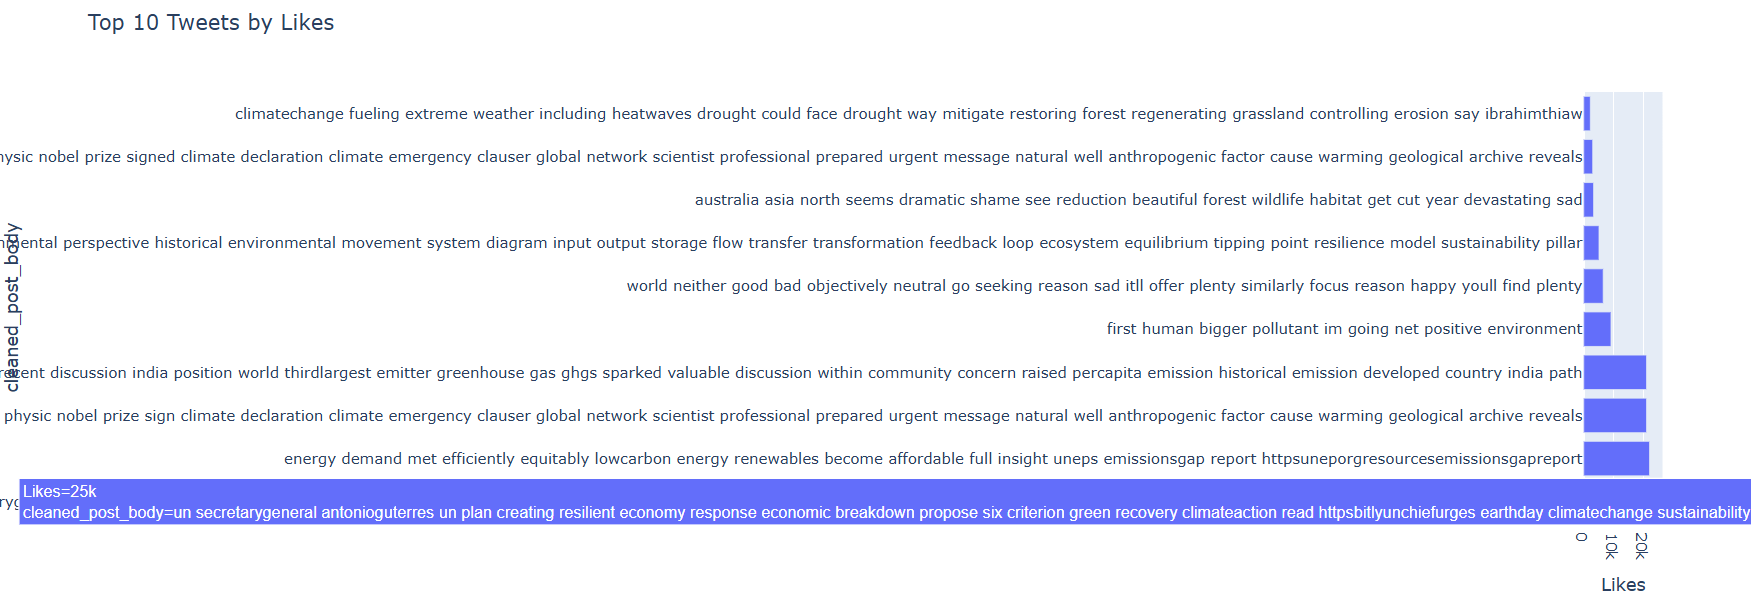 Top 10 Tweets by Likes
climatechange fueling extreme weather including heatwaves drought could face drought way mitigate restoring forest regenerating grassland controlling erosion say ibrahimthiaw
nobel prize signed climate declaration climate emergency clauser global network scientist professional prepared urgent message natural well anthropogenic factor cause warming geological archive reveals
australia asia north seems dramatic shame see reduction beautiful forest wildlife habitat get cut year devastating sad
perspective historical environmental movement system diagram input output storage flow transfer transformation feedback loop ecosystem equilibrium tipping point resilience model sustainability pillar
world neither good bad objectively neutral go seeking reason sad itll offer plenty similarly focus reason happy youll find plenty
first human bigger pollutant im going net positive environment
recent discussion india position world thirdlargest emitter greenhouse gas ghgs sparked valuable discussion within community concern raised percapita emission historical emission developed country india path
physic nobel prize sign climate declaration climate emergency clauser global network scientist professional prepared urgent message natural well anthropogenic factor cause warming geological archive reveals
energy demand met efficiently equitably lowcarbon energy renewables become affordable full insight uneps emissionsgap report httpsuneporgresourcesemissionsgapreport
Likes=25k
cleaned_post_body=un secretarygeneral antonioguterres un plan creating resilient economy response economic breakdown propose six criterion green recovery climateaction read httpsbitlyunchiefurges earthday climatechange sustainability
cleaned_post_body
0
10k
20k
Likes